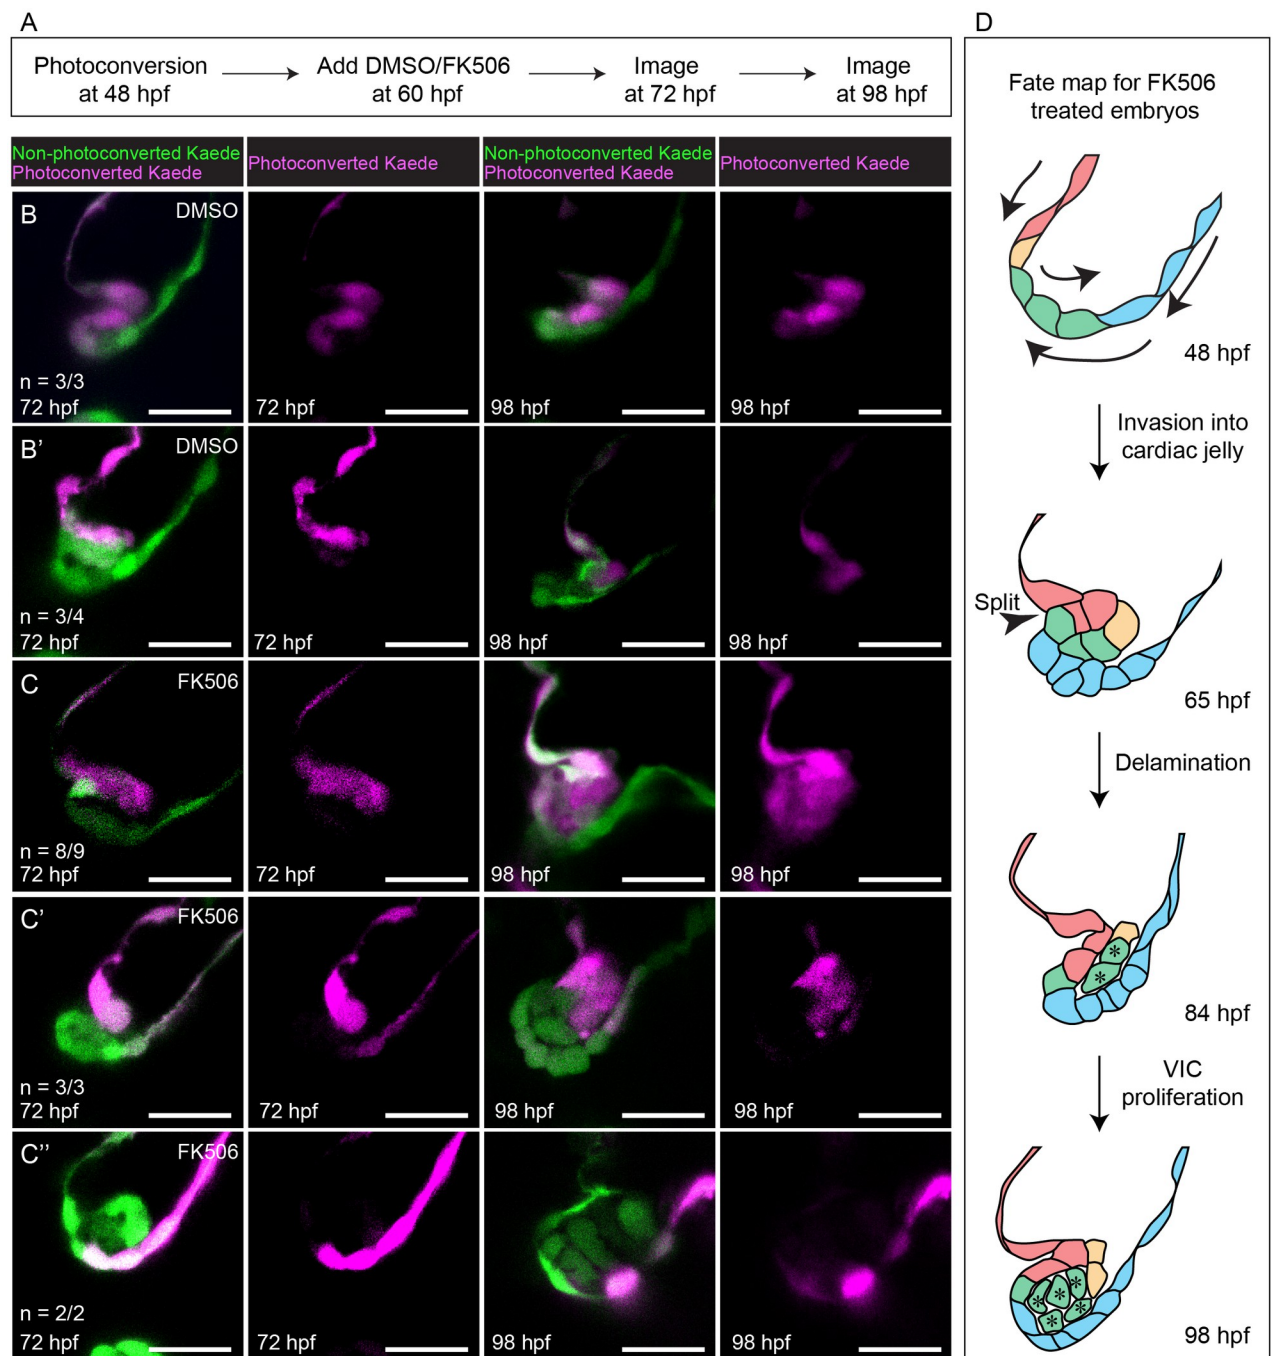 A
Photoconversion
at 48 hpf
Add DMSO/FK506
at 60 hpf
Image
at 72 hpf
Image
at 98 hpf
Non-photoconverted Kaede
Photoconverted Kaede
Photoconverted Kaede
Non-photoconverted Kaede
Photoconverted Kaede
Photoconverted Kaede
B
DMSO
n = 3/3
72 hpf
72 hpf
98 hpf
98 hpf
B’
DMSO
n = 3/4
72 hpf
72 hpf
98 hpf
98 hpf
C
FK506
n = 8/9
72 hpf
72 hpf
98 hpf
98 hpf
C’
FK506
n = 3/3
72 hpf
72 hpf
98 hpf
98 hpf
C’’
FK506
n = 2/2
72 hpf
72 hpf
98 hpf
98 hpf
D
Fate map for FK506
treated embryos
48 hpf
Invasion into
cardiac jelly
Split
65 hpf
Delamination
*
*
84 hpf
VIC
proliferation
*
*
*
*
*
98 hpf